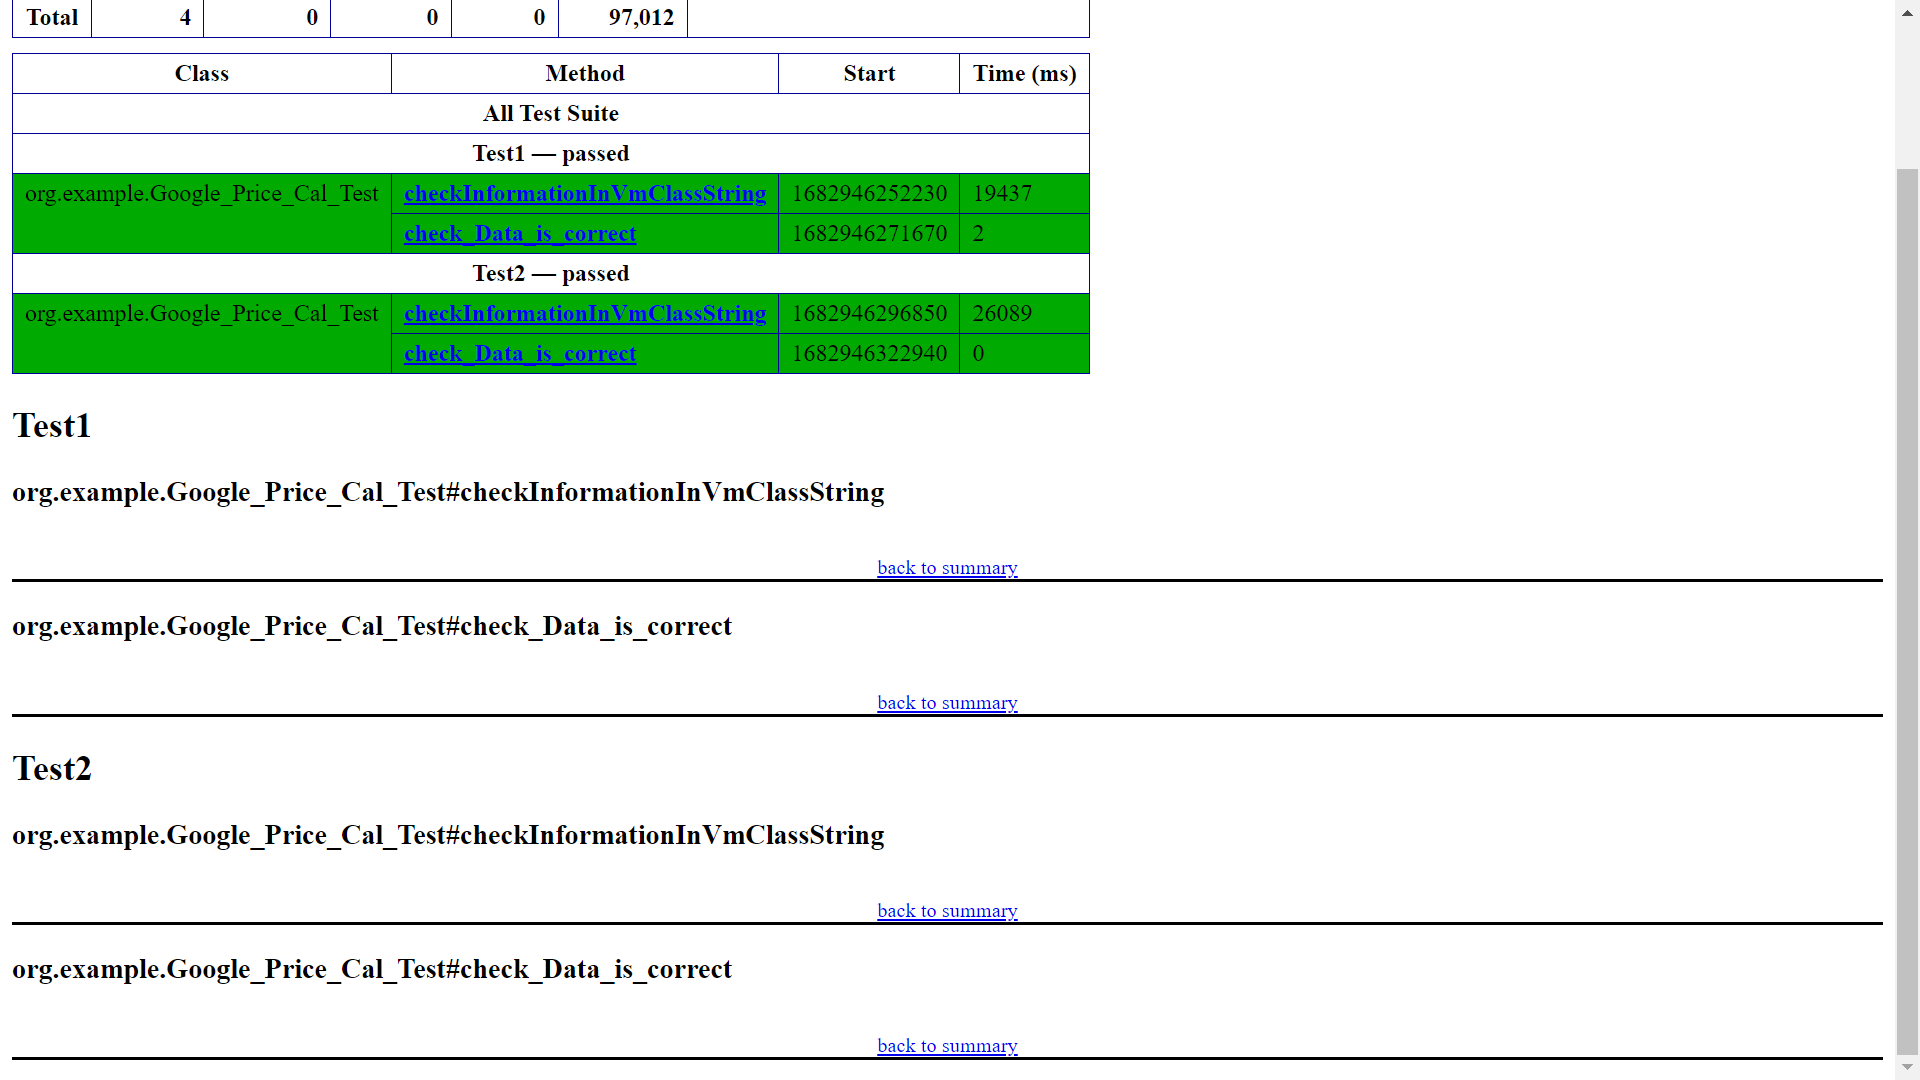 Total 4 0 0 0 97,012
Class Method Start Time (ms)
All Test Suite
Test1 — passed
org.example.Google_Price_Cal_Test checkInformationInVmClassString 1682946252230 19437
check_Data_is_correct 1682946271670 2
Test2 — passed
org.example.Google_Price_Cal_Test checkInformationInVmClassString 1682946296850 26089
check_Data_is_correct 1682946322940 0
Test1
org.example.Google_Price_Cal_Test#checkInformationInVmClassString
back to summary
org.example.Google_Price_Cal_Test#check_Data_is_correct
back to summary
Test2
org.example.Google_Price_Cal_Test#checkInformationInVmClassString
back to summary
org.example.Google_Price_Cal_Test#check_Data_is_correct
back to summary